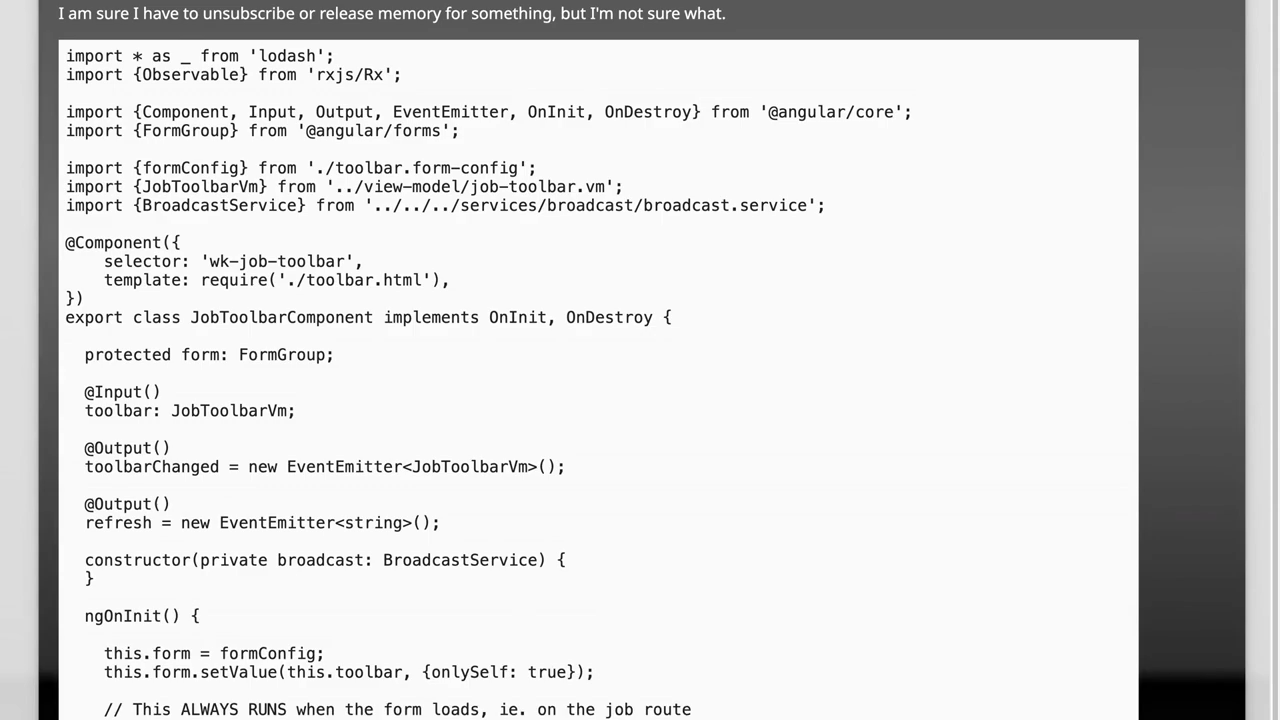 I am sure I have to unsubscribe or release memory for something, but I'm not sure what.
import * as _ from 'lodash';
import {Observable} from 'rxjs/Rx';
import {Component, Input, Output, EventEmitter, OnInit, OnDestroy} from '@angular/core';
import {FormGroup} from '@angular/forms';
import {formConfig} from './toolbar.form-config';
import {JobToolbarVm} from '../view-model/job-toolbar.vm';
import {BroadcastService} from '../../../services/broadcast/broadcast.service';
@Component({
    selector: 'wk-job-toolbar',
    template: require('./toolbar.html'),
})
export class JobToolbarComponent implements OnInit, OnDestroy {
  protected form: FormGroup;
  @Input()
  toolbar: JobToolbarVm;
  @Output()
  toolbarChanged = new EventEmitter<JobToolbarVm>();
  @Output()
  refresh = new EventEmitter<string>();
  constructor(private broadcast: BroadcastService) {
  }
  ngOnInit() {
    this.form = formConfig;
    this.form.setValue(this.toolbar, {onlySelf: true});
    // This ALWAYS RUNS when the form loads, ie. on the job route